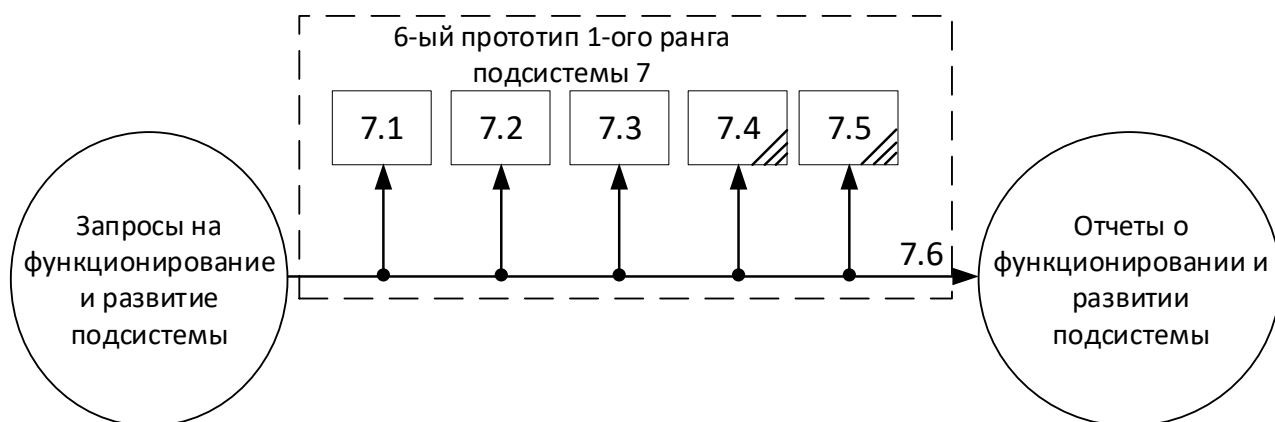 6-ый прототип 1-ого ранга
подсистемы 7
7.1
7.2
7.3
7.4
7.5
Запросы на
функционирование
и развитие
подсистемы
7.6
Отчеты о
функционировании и
развитии
подсистемы